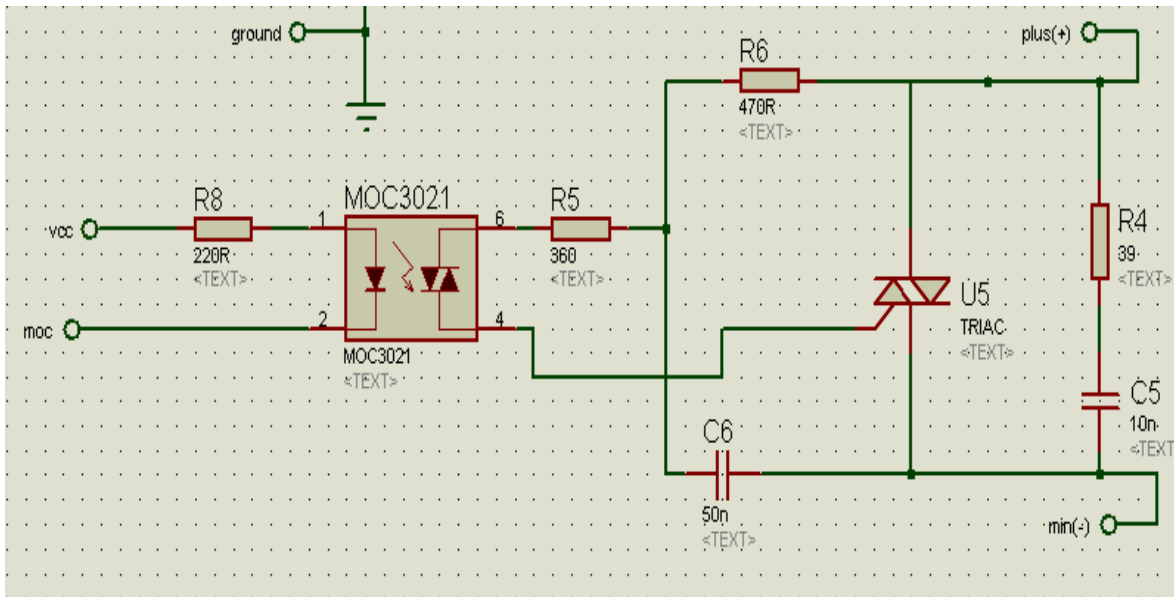 ground
plus(+)
R6
470R
<TEXT>
MOC3021
R5
R8
1
6
vcc
220R
<TEXT>
360
<TEXT>
R4
39
<TEXT>
U5
TRIAC
<TEXT>
moc
2
4
MOC3021
<TEXT>
C5
10n
<TEXT>
C6
50n
<TEXT>
min(-)